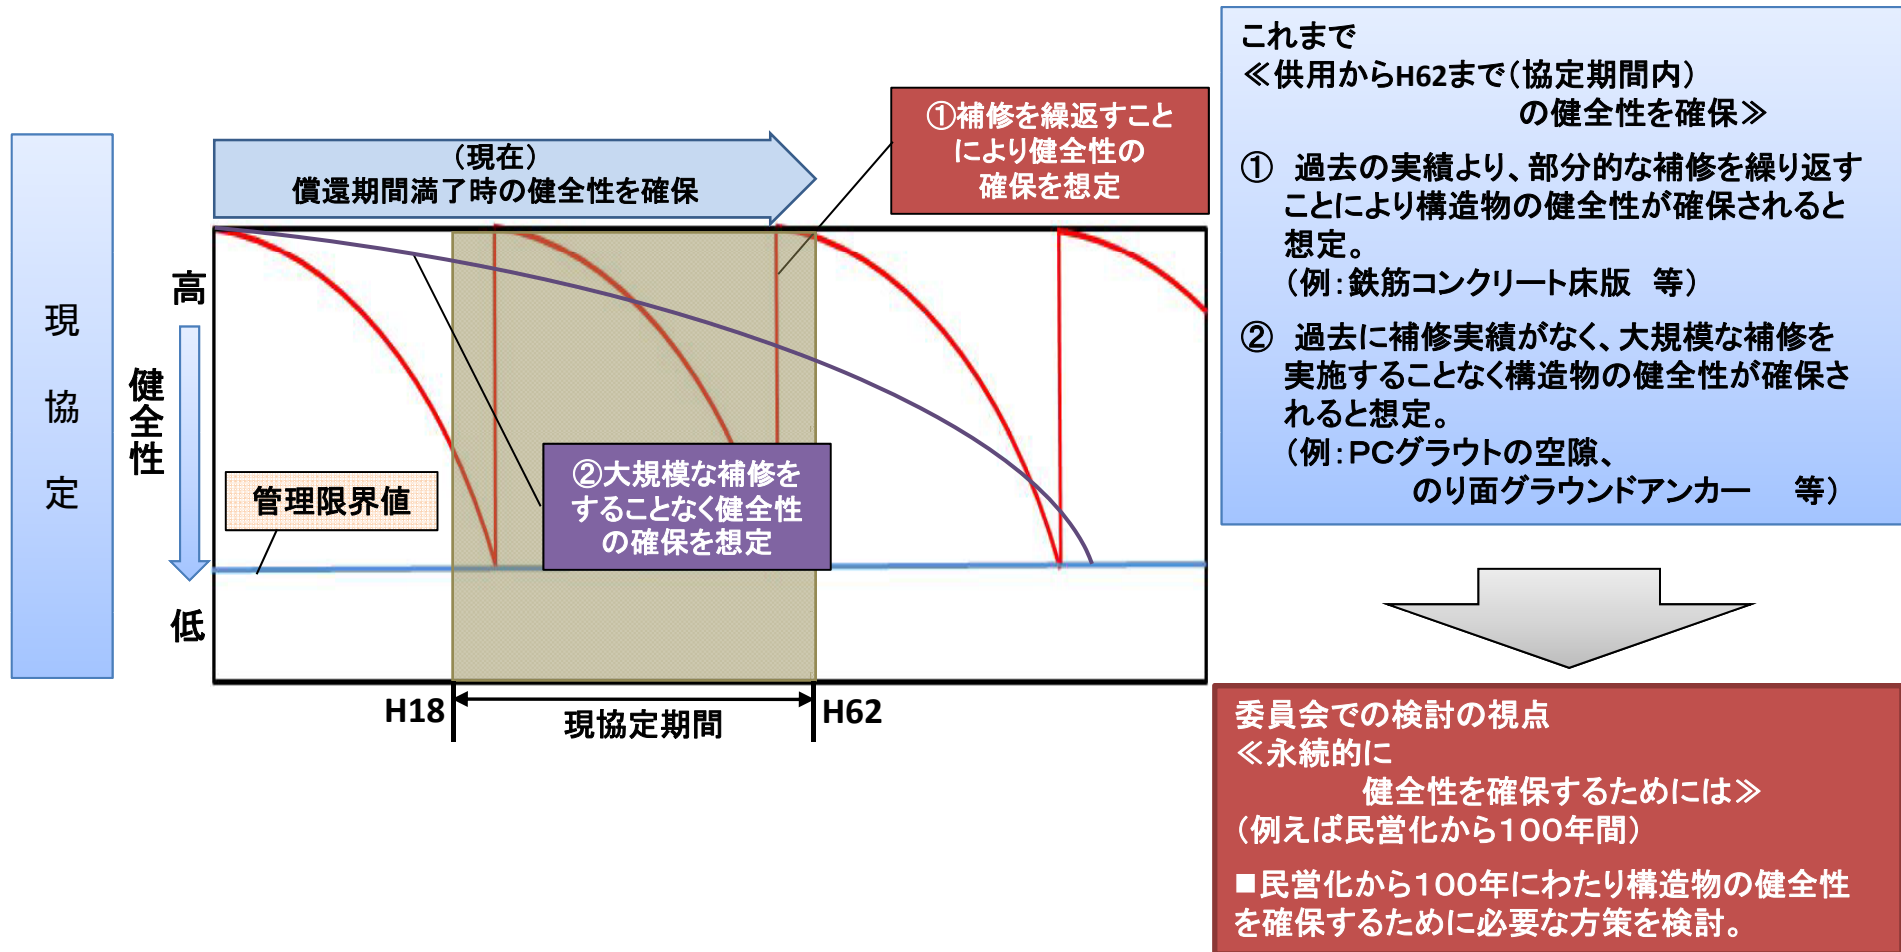 現
協
定
(現在)
償還期間満了時の健全性を確保
①補修を繰返すこと
により健全性の
確保を想定
高
健全性
低
管理限界値
②大規模な補修を
することなく健全性
の確保を想定
H18
現協定期間
H62
これまで
≪供用からH62まで(協定期間内)
の健全性を確保≫
① 過去の実績より、部分的な補修を繰り返す
ことにより構造物の健全性が確保されると
想定。
(例:鉄筋コンクリート床版 等)
② 過去に補修実績がなく、大規模な補修を
実施することなく構造物の健全性が確保さ
れると想定。
(例:PCグラウトの空隙、
のり面グラウンドアンカー 等)
委員会での検討の視点
≪永続的に
健全性を確保するためには≫
(例えば民営化から100年間)
■民営化から100年にわたり構造物の健全性
を確保するために必要な方策を検討。